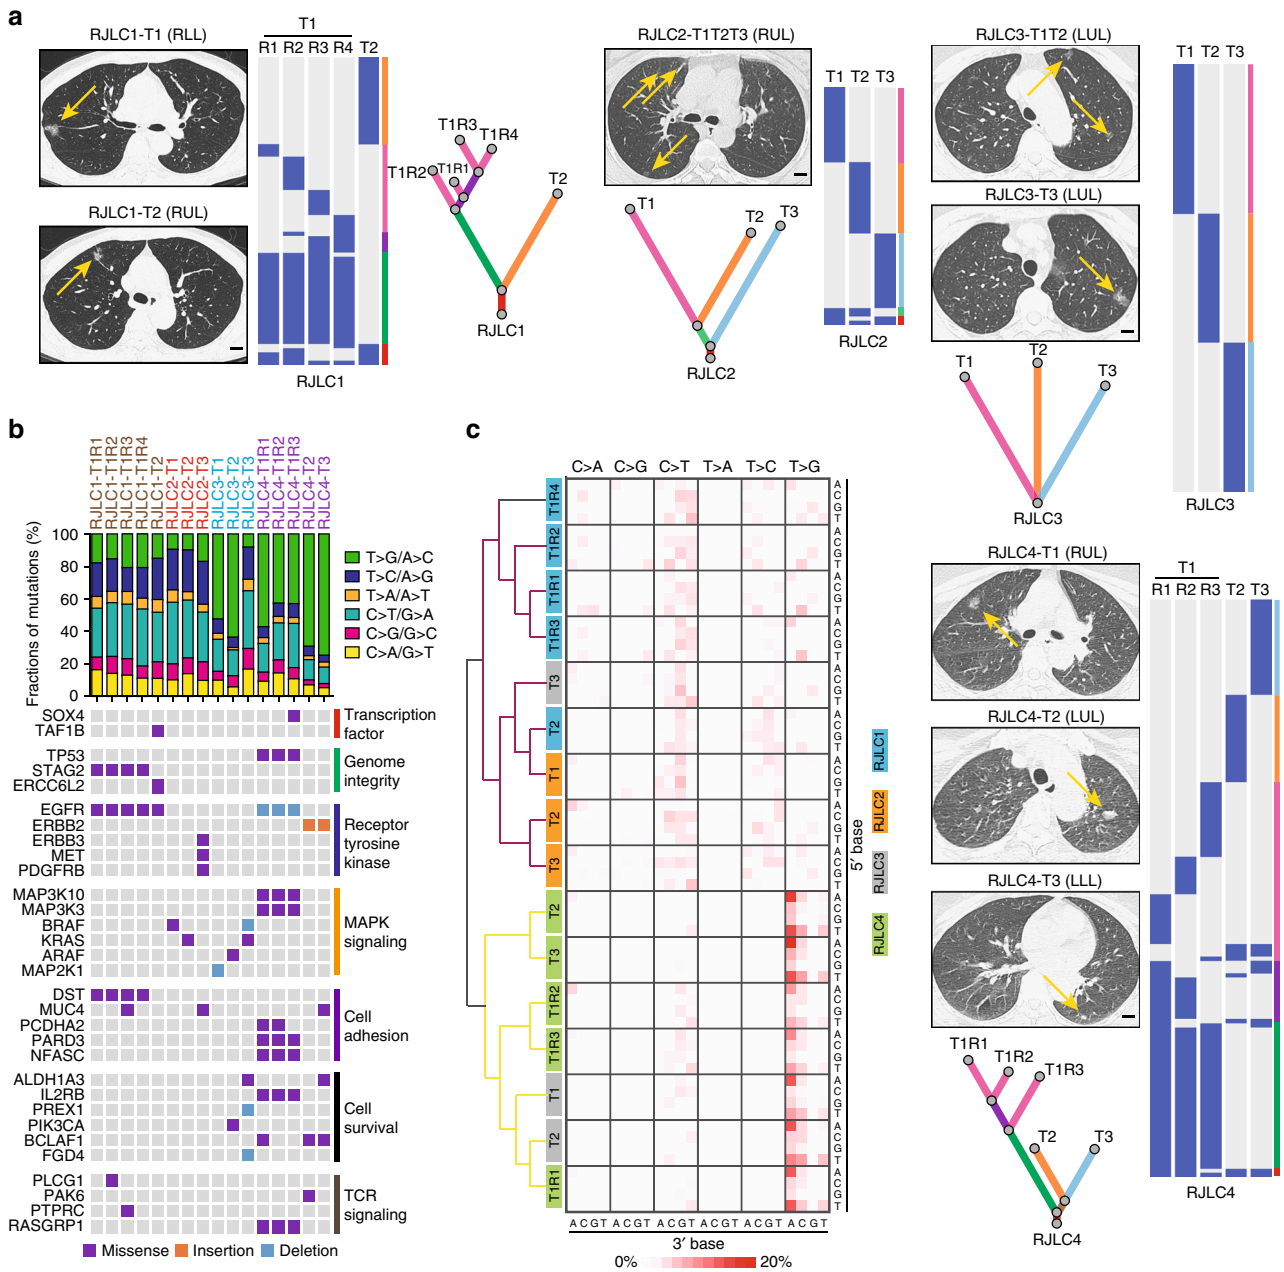 a
RJLC1-T1 (RLL)
T1
R1 R2 R3 R4 T2
RJLC1-T2 (RUL)
RJLC1
T1R3
T1R4
T1R2
T1R1
T2
RJLC1
RJLC2-T1T2T3 (RUL)
T1 T2 T3
RJLC2
T1
T2
T3
RJLC2
RJLC3-T1T2 (LUL)
T1 T2 T3
RJLC3-T3 (LUL)
T1
T2
T3
RJLC3
RJLC3
b
RJLC1-T1R1
RJLC1-T1R2
RJLC1-T1R3
RJLC1-T1R4
RJLC1-T2
RJLC2-T1
RJLC2-T2
RJLC2-T3
RJLC3-T1
RJLC3-T2
RJLC3-T3
RJLC4-T1R1
RJLC4-T1R2
RJLC4-T1R3
RJLC4-T2
RJLC4-T3
Fractions of mutations (%)
100
80
60
40
20
0
T>G/A>C
T>C/A>G
T>A/A>T
C>T/G>A
C>G/G>C
C>A/G>T
SOX4
TAF1B
Transcription
factor
TP53
STAG2
ERCC6L2
Genome
integrity
EGFR
ERBB2
ERBB3
MET
PDGFRB
Receptor
tyrosine
kinase
MAP3K10
MAP3K3
BRAF
KRAS
ARAF
MAP2K1
MAPK
signaling
DST
MUC4
PCDHA2
PARD3
NFASC
Cell
adhesion
ALDH1A3
IL2RB
PREX1
PIK3CA
BCLAF1
FGD4
Cell
survival
PLCG1
PAK6
PTPRC
RASGRP1
TCR
signaling
Missense Insertion Deletion
c
C>A C>G C>T T>A T>C T>G
T1R4
T1R2
T1R1
T1R3
T3
T2
T1
T2
T3
T2
T3
T1R2
T1R3
T1
T2
T1R1
A
C
G
T
A
C
G
T
A
C
G
T
A
C
G
T
A
C
G
T
A
C
G
T
A
C
G
T
A
C
G
T
A
C
G
T
A
C
G
T
A
C
G
T
A
C
G
T
A
C
G
T
A
C
G
T
A
C
G
T
A
C
G
T
5′ base
A C G T A C G T A C G T A C G T A C G T A C G T
3′ base
0% 20%
RJLC1
RJLC2
RJLC3
RJLC4
RJLC4-T1 (RUL)
T1
R1 R2 R3 T2 T3
RJLC4-T2 (LUL)
RJLC4-T3 (LLL)
RJLC4
T1R1
T1R2
T1R3
T2
T3
RJLC4